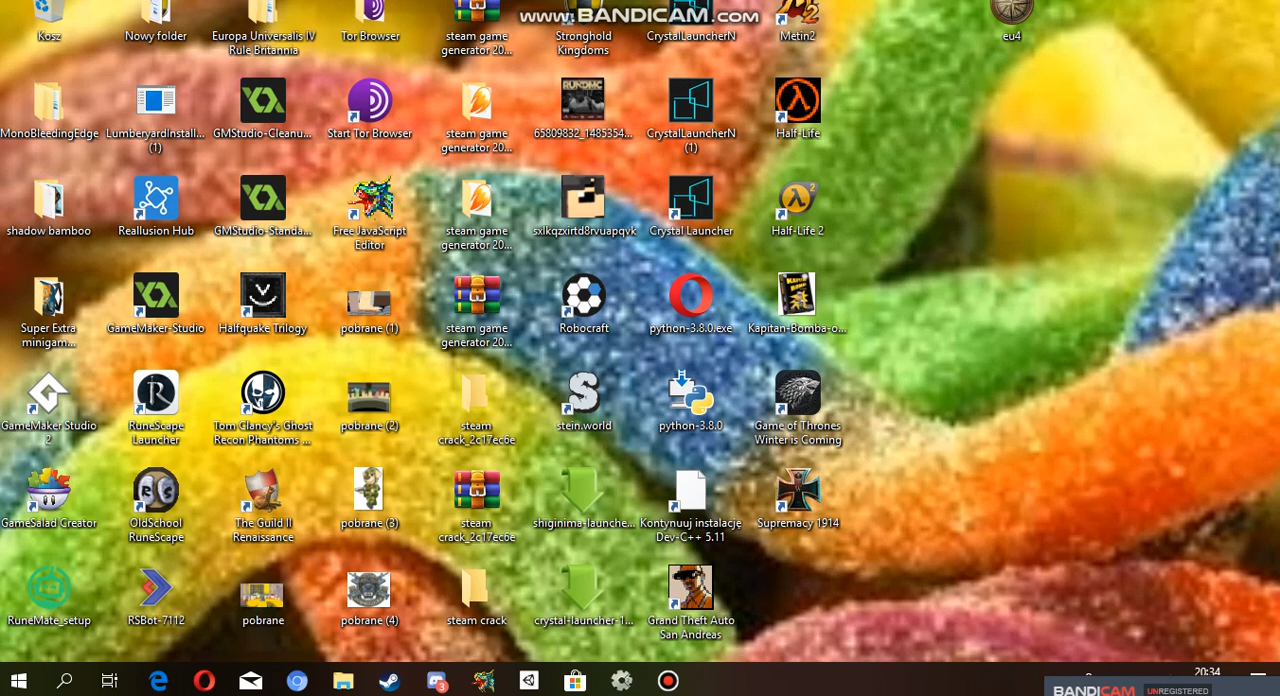 www.BANDICAM.com
Kosz
Nowy folder
Europa Universalis IV
Rule Britannia
Tor Browser
steam game
generator 20...
Stronghold
Kingdoms
CrystalLauncherN
Metin2
eu4
MonoBleedingEdge
LumberyardInstall...
(1)
GMStudio-Cleanu...
Start Tor Browser
steam game
generator 20...
RUNDMC
65809832_1485354...
CrystalLauncherN
(1)
Half-Life
shadow bamboo
Reallusion Hub
GMStudio-Standa...
Free JavaScript
Editor
steam game
generator 20...
sxlkqzxirtd8rvuapqvk
Crystal Launcher
Half-Life 2
Super Extra
minigam...
GameMaker-Studio
Halfquake Trilogy
pobrane (1)
steam game
generator 20...
Robocraft
python-3.8.0.exe
Kapitan-Bomba-o...
GameMaker Studio
2
RuneScape
Launcher
Tom Clancy's Ghost
Recon Phantoms ...
pobrane (2)
steam
crack_2c17ec6e
stein.world
python-3.8.0
Game of Thrones
Winter is Coming
GameSalad Creator
OldSchool
RuneScape
The Guild II
Renaissance
pobrane (3)
steam
crack_2c17ec6e
shiginima-launche...
Kontynuuj instalację
Dev-C++ 5.11
Supremacy 1914
RuneMate_setup
RSBot-7112
pobrane
pobrane (4)
steam crack
crystal-launcher-1...
Grand Theft Auto
San Andreas
3
20:34
BANDICAM UNREGISTERED